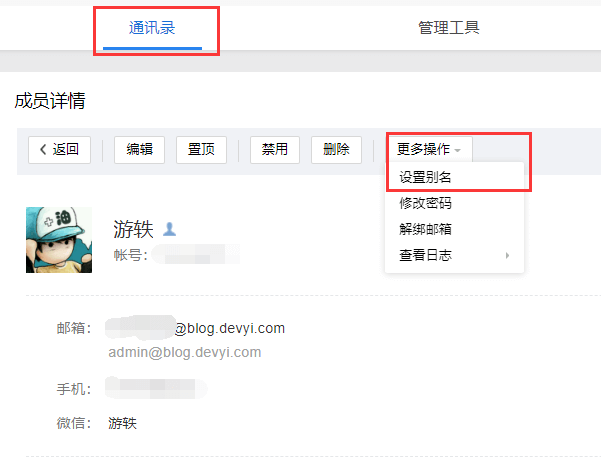 通讯录 管理工具
成员详情
返回 编辑 置顶 禁用 删除 更多操作
设置别名
修改密码
解绑邮箱
查看日志
油
游轶
帐号:
邮箱: @blog.devyi.com
admin@blog.devyi.com
手机:
微信: 游轶